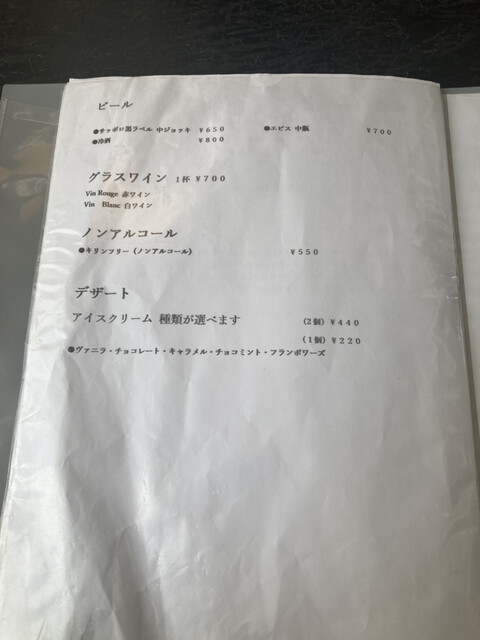 ビール
●サッポロ黒ラベル 中ジョッキ ¥650 ●エビス 中瓶 ¥700
●冷酒 ¥800
グラスワイン 1杯 ¥700
Vin Rouge 赤ワイン
Vin Blanc 白ワイン
ノンアルコール
●キリンフリー(ノンアルコール) ¥550
デザート
アイスクリーム 種類が選べます (2個) ¥440
(1個) ¥220
●ヴァニラ・チョコレート・キャラメル・チョコミント・フランボワーズ